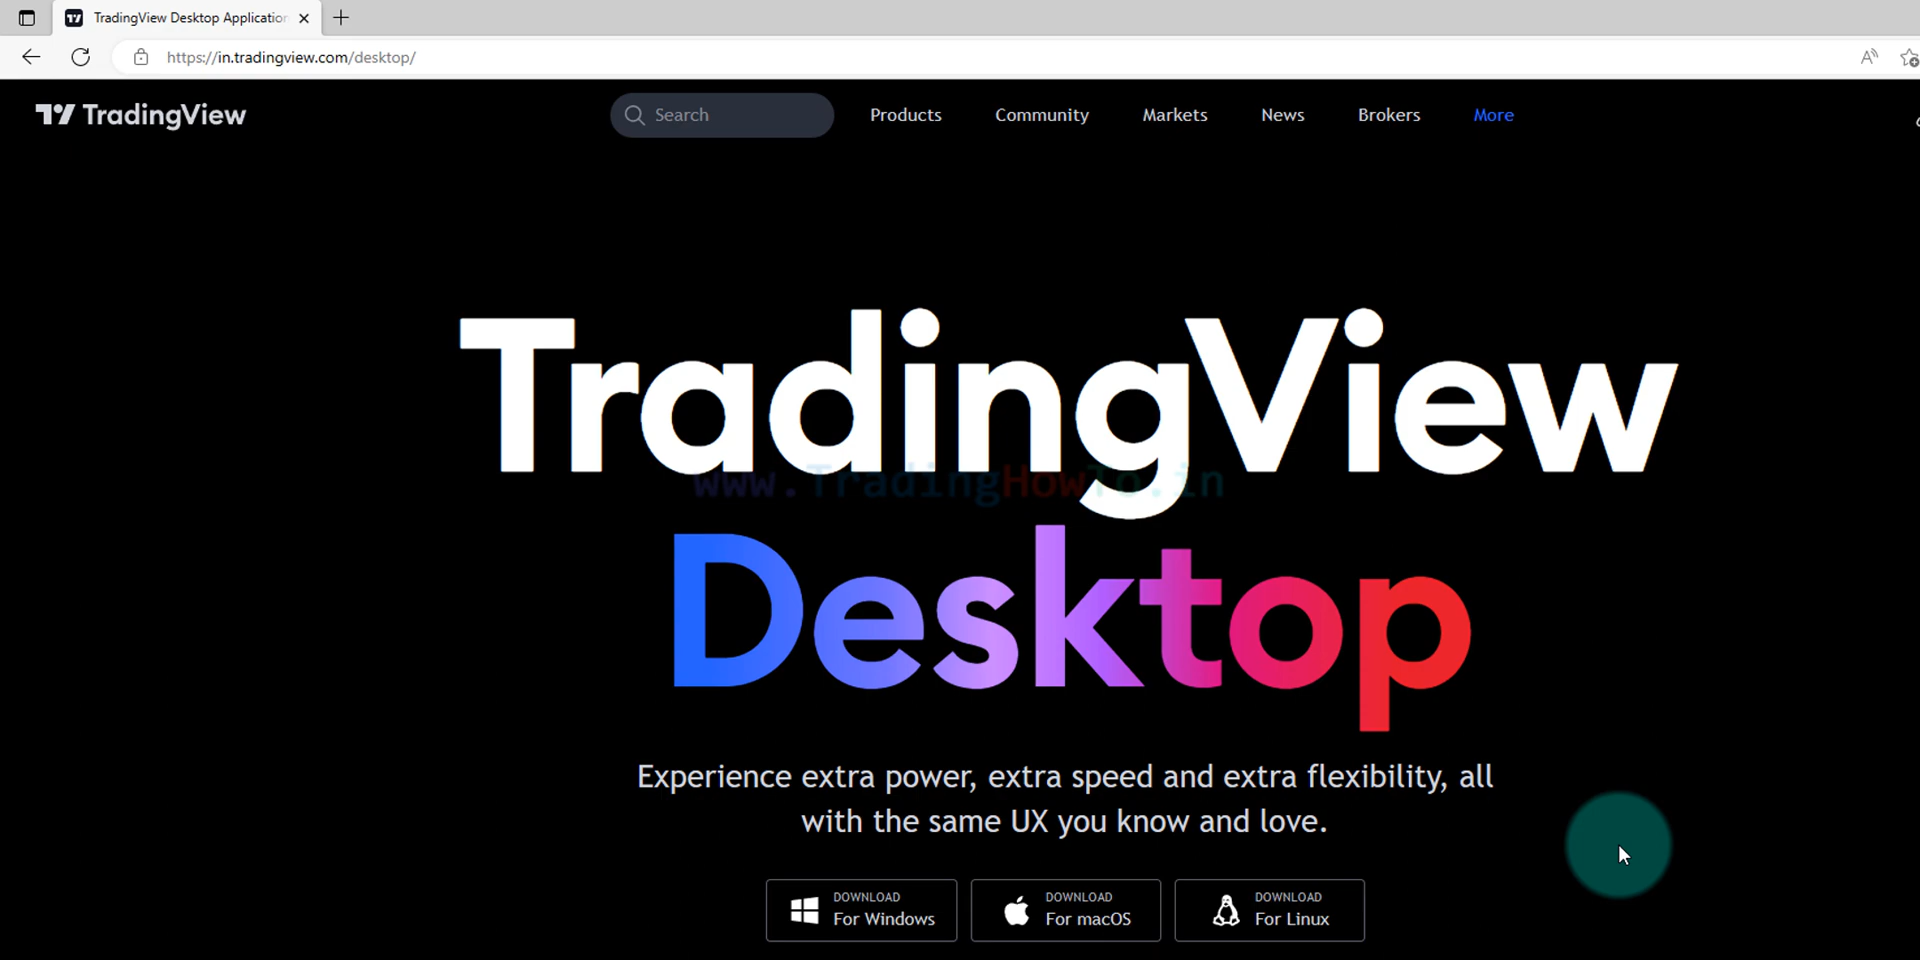 TradingView Desktop Application
https://in.tradingview.com/desktop/
TradingView
Search
Products
Community
Markets
News
Brokers
More
TradingView
www.TradingHowTo.in
Desktop
Experience extra power, extra speed and extra flexibility, all
with the same UX you know and love.
DOWNLOAD
For Windows
DOWNLOAD
For macOS
DOWNLOAD
For Linux